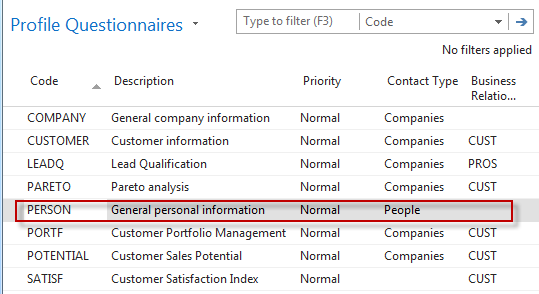 Profile Questionnaires
Type to filter (F3) Code
No filters applied
Code Description Priority Contact Type Business Relatio...
COMPANY General company information Normal Companies
CUSTOMER Customer information Normal Companies CUST
LEADQ Lead Qualification Normal Companies PROS
PARETO Pareto analysis Normal Companies CUST
PERSON General personal information Normal People
PORTF Customer Portfolio Management Normal Companies CUST
POTENTIAL Customer Sales Potential Normal Companies CUST
SATISF Customer Satisfaction Index Normal CUST